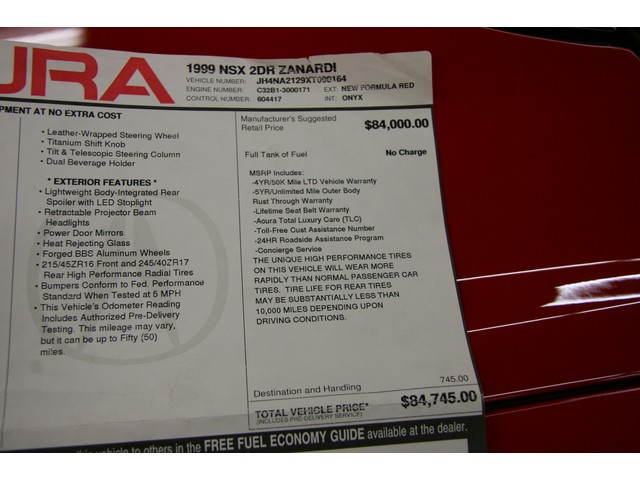 URA
1999 NSX 2DR ZANARDI
VEHICLE NUMBER: JH4NA2129XT000164
ENGINE NUMBER: C32B1-3000171 EXT: NEW FORMULA RED
CONTROL NUMBER: 604417 INT: ONYX
PMENT AT NO EXTRA COST
• Leather-Wrapped Steering Wheel
• Titanium Shift Knob
• Tilt & Telescopic Steering Column
• Dual Beverage Holder
* EXTERIOR FEATURES *
• Lightweight Body-Integrated Rear
Spoiler with LED Stoplight
• Retractable Projector Beam
Headlights
• Power Door Mirrors
• Heat Rejecting Glass
• Forged BBS Aluminum Wheels
• 215/45ZR16 Front and 245/40ZR17
Rear High Performance Radial Tires
• Bumpers Conform to Fed. Performance
Standard When Tested at 5 MPH
• This Vehicle's Odometer Reading
Includes Authorized Pre-Delivery
Testing. This mileage may vary,
but it can be up to Fifty (50)
miles.
Manufacturer's Suggested
Retail Price $84,000.00
Full Tank of Fuel No Charge
MSRP Includes:
-4YR/50K Mile LTD Vehicle Warranty
-5YR/Unlimited Mile Outer Body
Rust Through Warranty
-Lifetime Seat Belt Warranty
-Acura Total Luxury Care (TLC)
-Toll-Free Cust Assistance Number
-24HR Roadside Assistance Program
-Concierge Service
THE UNIQUE HIGH PERFORMANCE TIRES
ON THIS VEHICLE WILL WEAR MORE
RAPIDLY THAN NORMAL PASSENGER CAR
TIRES. TIRE LIFE FOR REAR TIRES
MAY BE SUBSTANTIALLY LESS THAN
10,000 MILES DEPENDING UPON
DRIVING CONDITIONS.
Destination and Handling 745.00
TOTAL VEHICLE PRICE* $84,745.00
(INCLUDES PRE-DELIVERY SERVICE)
this vehicle to others in the FREE FUEL ECONOMY GUIDE available at the dealer.